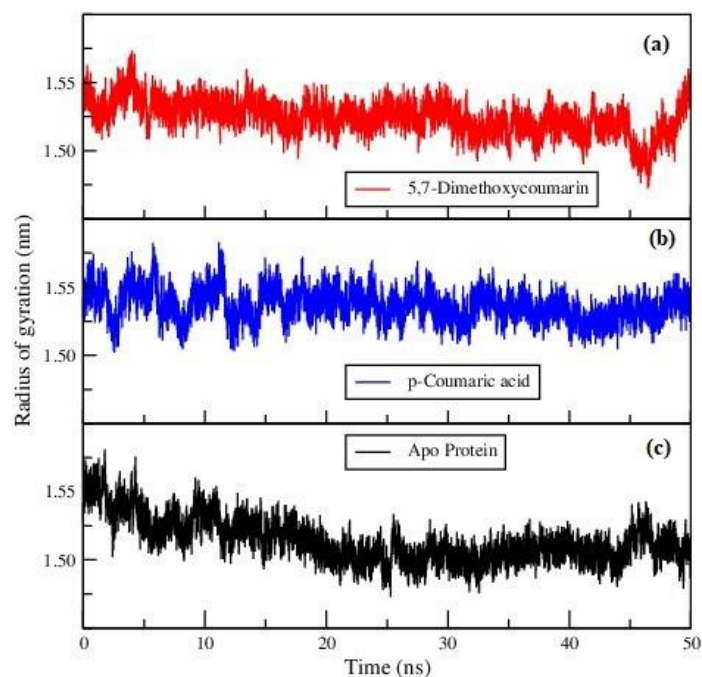 (a)
1.55
1.50
5,7-Dimethoxycoumarin
(b)
1.55
1.50
p-Coumaric acid
Radius of gyration (nm)
Apo Protein
(c)
1.55
1.50
0
10
20
30
40
50
Time (ns)